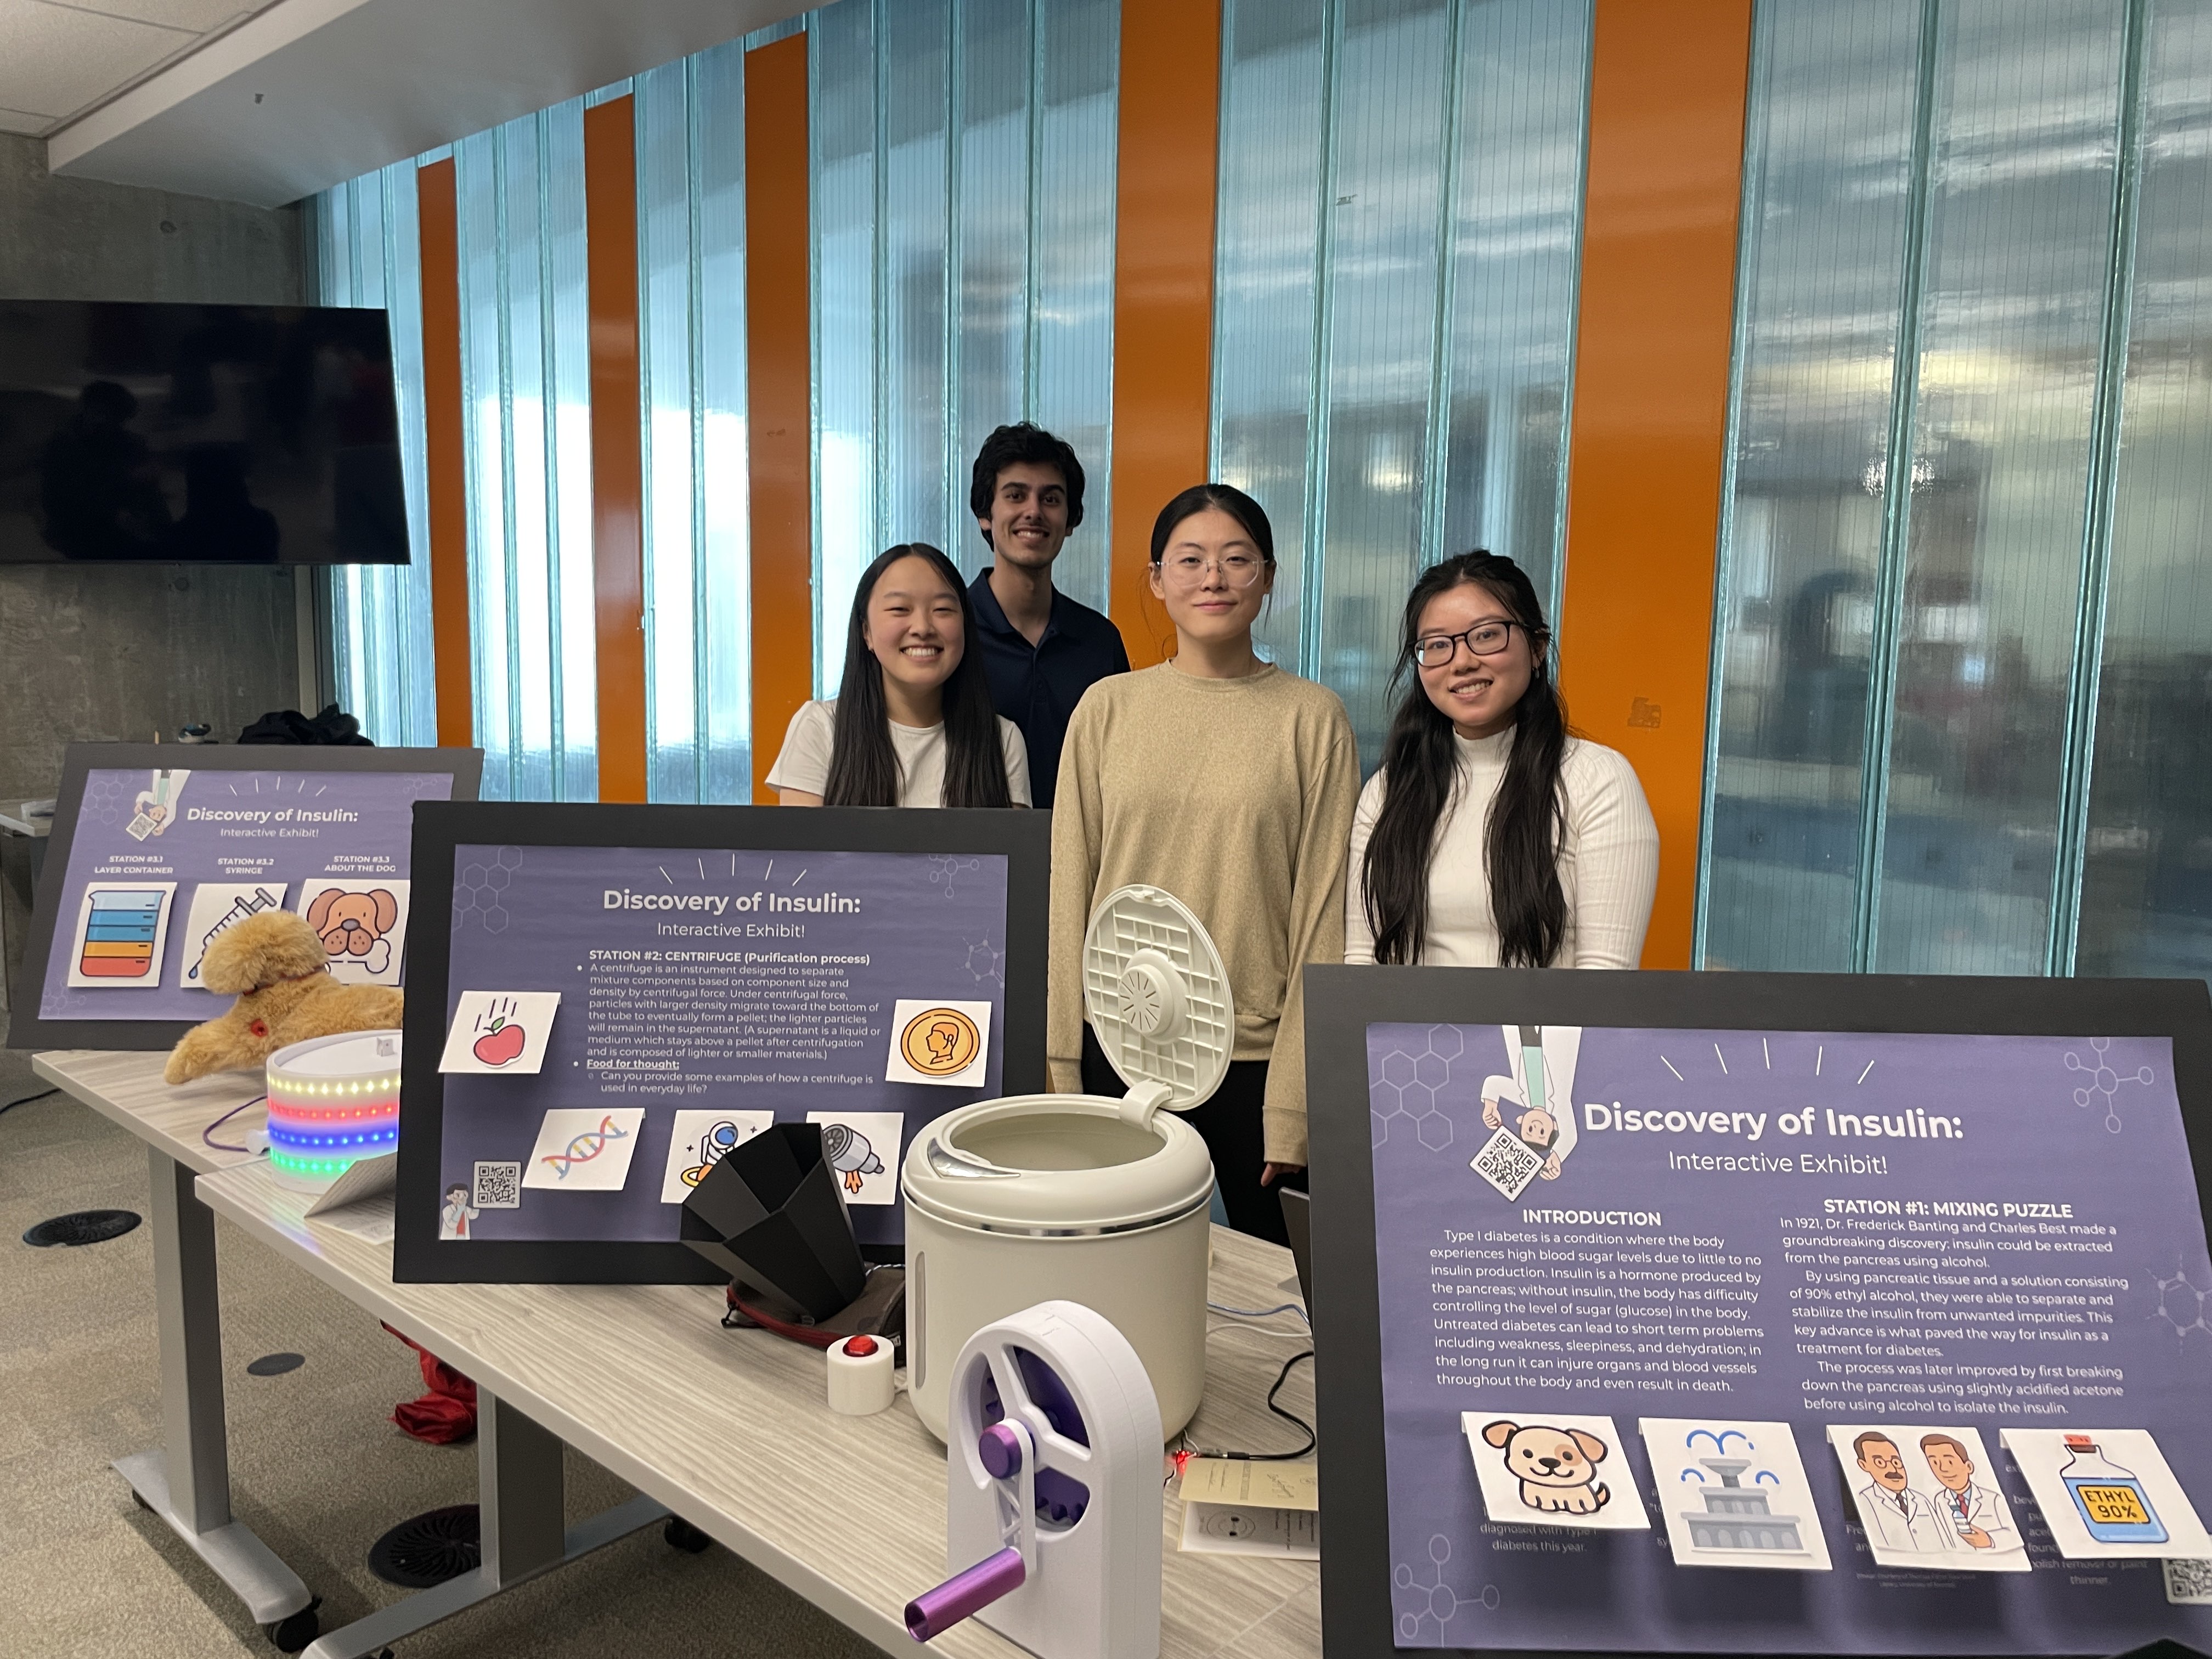 Discovery of Insulin:
Interactive Exhibit!
STATION #3.1
LAYER CONTAINER
STATION #3.2
SYRINGE
STATION #3.3
ABOUT THE DOG
Discovery of Insulin:
Interactive Exhibit!
STATION #2: CENTRIFUGE (Purification process)
A centrifuge is an instrument designed to separate
mixture components based on component size and
density by centrifugal force. Under centrifugal force,
particles with larger density migrate toward the bottom of
the tube to eventually form a pellet; the lighter particles
will remain in the supernatant. (A supernatant is a liquid or
medium which stays above a pellet after centrifugation
and is composed of lighter or smaller materials.)
Food for thought:
Can you provide some examples of how a centrifuge is
used in everyday life?
Discovery of Insulin:
Interactive Exhibit!
INTRODUCTION
Type I diabetes is a condition where the body
experiences high blood sugar levels due to little to no
insulin production. Insulin is a hormone produced by
the pancreas; without insulin, the body has difficulty
controlling the level of sugar (glucose) in the body.
Untreated diabetes can lead to short term problems
including weakness, sleepiness, and dehydration; in
the long run it can injure organs and blood vessels
throughout the body and even result in death.
STATION #1: MIXING PUZZLE
In 1921, Dr. Frederick Banting and Charles Best made a
groundbreaking discovery: insulin could be extracted
from the pancreas using alcohol.
By using pancreatic tissue and a solution consisting
of 90% ethyl alcohol, they were able to separate and
stabilize the insulin from unwanted impurities. This
key advance is what paved the way for insulin as a
treatment for diabetes.
The process was later improved by first breaking
down the pancreas using slightly acidified acetone
before using alcohol to isolate the insulin.
ETHYL
90%
diagnosed with Type I
diabetes this year.
polish remover or paint
thinner.